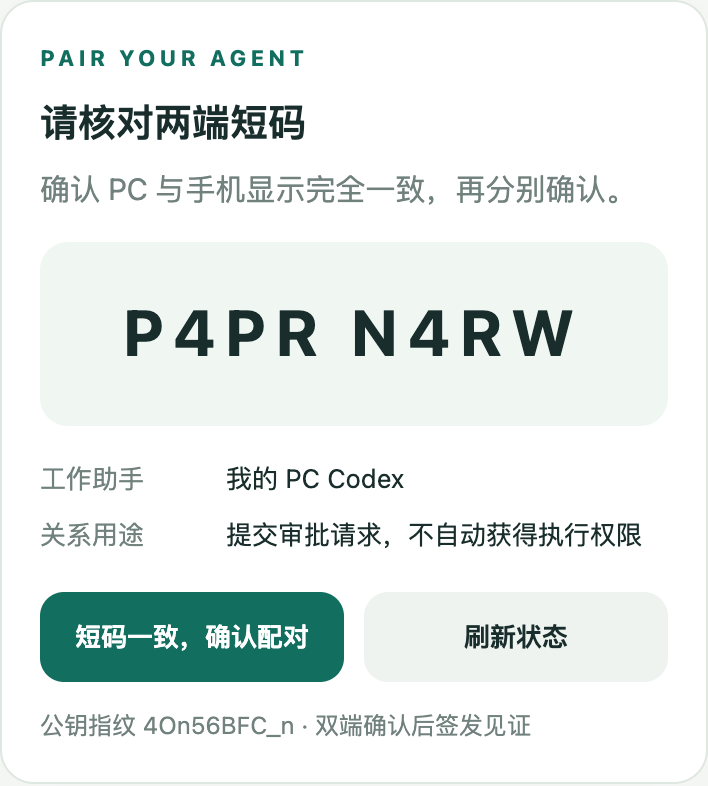 PAIR YOUR AGENT
请核对两端短码
确认 PC 与手机显示完全一致，再分别确认。
P4PR N4RW
工作助手 我的 PC Codex
关系用途 提交审批请求，不自动获得执行权限
短码一致，确认配对 刷新状态
公钥指纹 4On56BFC_n · 双端确认后签发见证